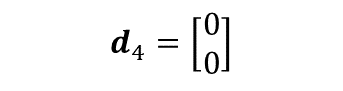 d₄ = [0
0]